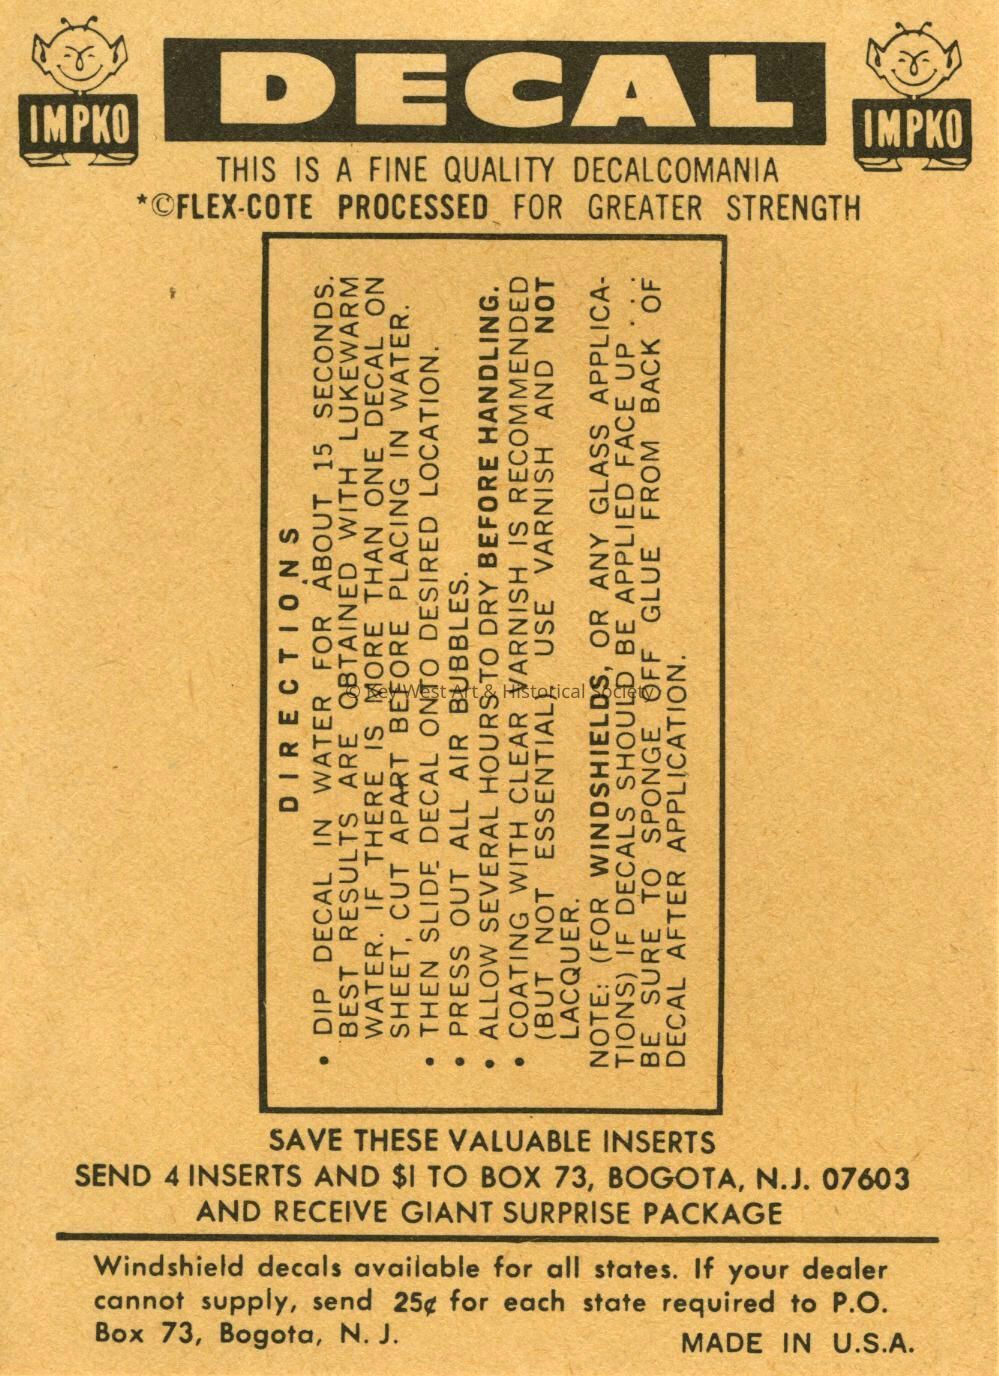 IMPKO
DECAL
IMPKO
THIS IS A FINE QUALITY DECALCOMANIA
*©FLEX-COTE PROCESSED FOR GREATER STRENGTH
DIRECTIONS
• DIP DECAL IN WATER FOR ABOUT 15 SECONDS.
BEST RESULTS ARE OBTAINED WITH LUKEWARM
WATER. IF THERE IS MORE THAN ONE DECAL ON
SHEET, CUT APART BEFORE PLACING IN WATER.
• THEN SLIDE DECAL ONTO DESIRED LOCATION.
• PRESS OUT ALL AIR BUBBLES.
• ALLOW SEVERAL HOURS TO DRY BEFORE HANDLING.
• COATING WITH CLEAR VARNISH IS RECOMMENDED
(BUT NOT ESSENTIAL) USE VARNISH AND NOT
LACQUER.
NOTE: (FOR WINDSHIELDS, OR ANY GLASS APPLICA-
TIONS) IF DECALS SHOULD BE APPLIED FACE UP . . :
BE SURE TO SPONGE OFF GLUE FROM BACK OF
DECAL AFTER APPLICATION.
© Key West Art & Historical Society
SAVE THESE VALUABLE INSERTS
SEND 4 INSERTS AND $1 TO BOX 73, BOGOTA, N.J. 07603
AND RECEIVE GIANT SURPRISE PACKAGE
Windshield decals available for all states. If your dealer
cannot supply, send 25¢ for each state required to P.O.
Box 73, Bogota, N. J.
MADE IN U.S.A.